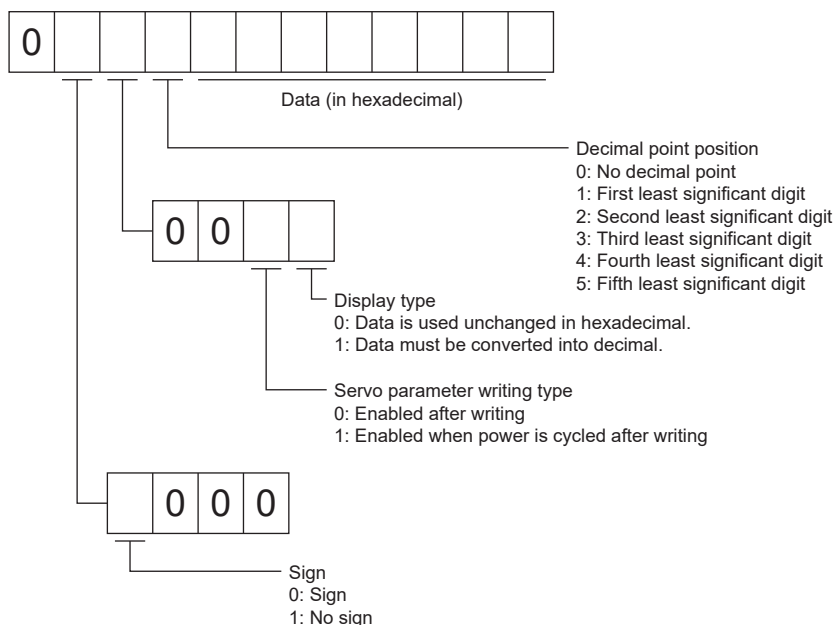 0
Data (in hexadecimal)
Decimal point position
0: No decimal point
1: First least significant digit
2: Second least significant digit
3: Third least significant digit
4: Fourth least significant digit
5: Fifth least significant digit
0 0
Display type
0: Data is used unchanged in hexadecimal.
1: Data must be converted into decimal.
Servo parameter writing type
0: Enabled after writing
1: Enabled when power is cycled after writing
0 0 0
Sign
0: Sign
1: No sign